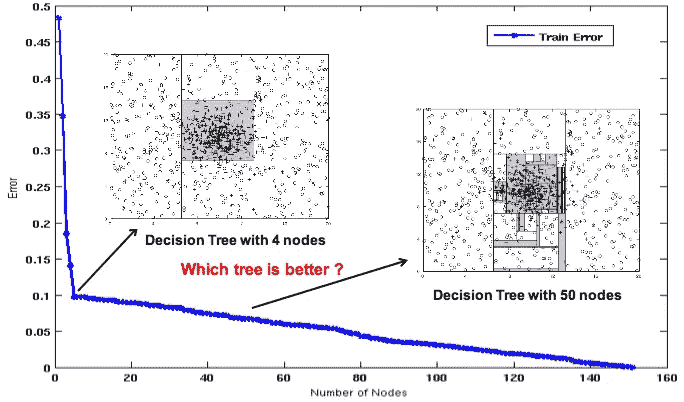 0.5
0.45
0.4
0.35
0.3
0.25
0.2
0.15
0.1
0.05
0
Error
Train Error
Decision Tree with 4 nodes
Which tree is better ?
Decision Tree with 50 nodes
0 20 40 60 80 100 120 140 160
Number of Nodes